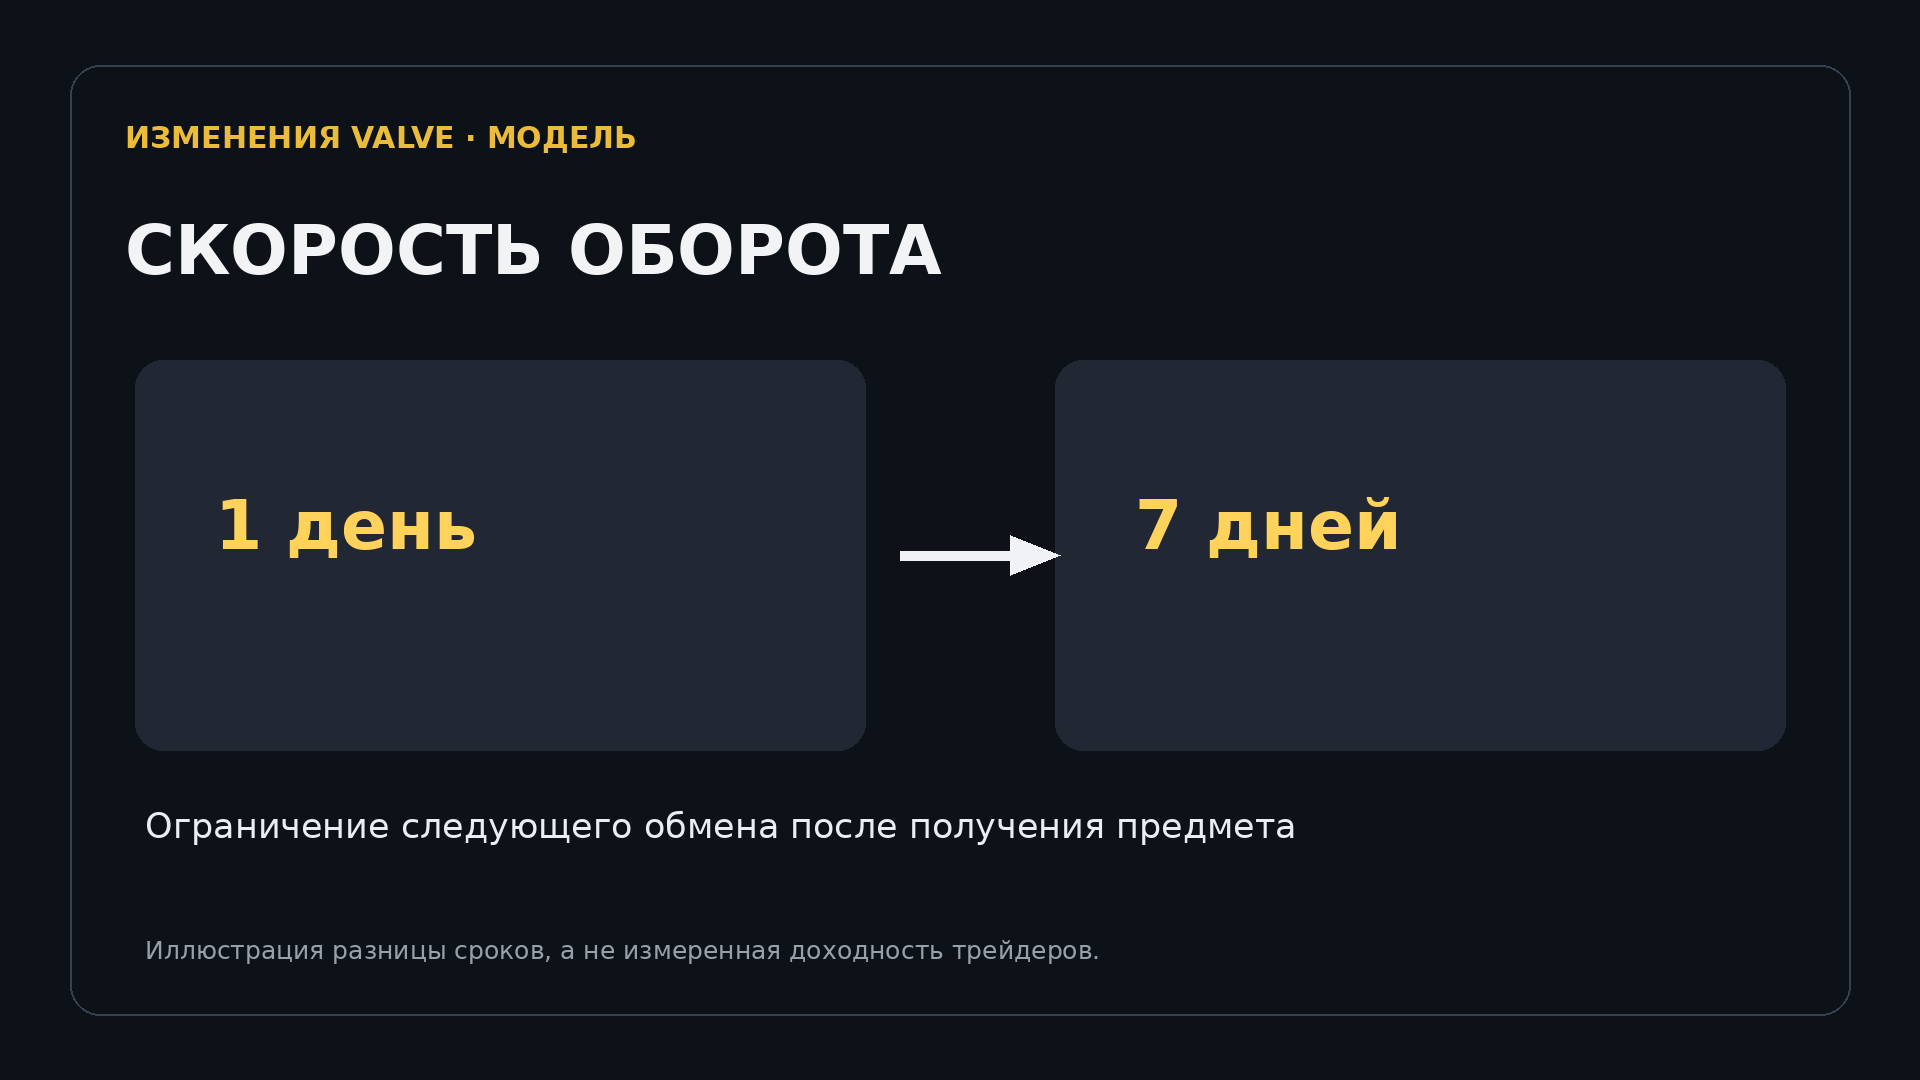 ИЗМЕНЕНИЯ VALVE · МОДЕЛЬ
СКОРОСТЬ ОБОРОТА
1 день
7 дней
Ограничение следующего обмена после получения предмета
Иллюстрация разницы сроков, а не измеренная доходность трейдеров.